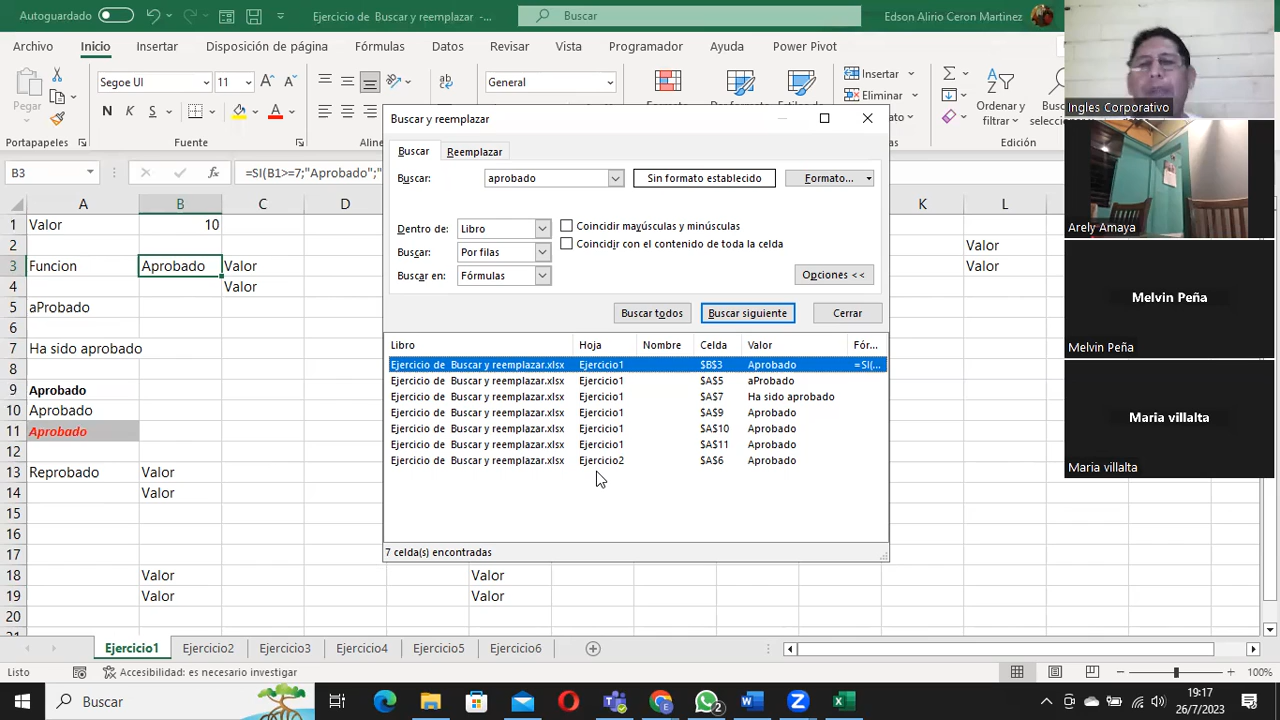 Autoguardado
Ejercicio de Buscar y reemplazar -...
Buscar
Edson Alirio Ceron Martinez
Archivo
Inicio
Insertar
Disposición de página
Fórmulas
Datos
Revisar
Vista
Programador
Ayuda
Power Pivot
Pegar
Segoe UI
11
General
Insertar
Eliminar
Ordenar y
filtrar
N K S
Portapapeles
Fuente
B3
fx
=SI(B1>=7;"Aprobado";"
Buscar y reemplazar
Buscar
Reemplazar
Buscar:
aprobado
Sin formato establecido
Formato...
Dentro de:
Libro
Coincidir mayúsculas y minúsculas
Coincidir con el contenido de toda la celda
Buscar:
Por filas
Buscar en:
Fórmulas
Opciones <<
Buscar todos
Buscar siguiente
Cerrar
Libro Hoja Nombre Celda Valor Fór...
Ejercicio de Buscar y reemplazar.xlsx Ejercicio1 $B$3 Aprobado =SI(...
Ejercicio de Buscar y reemplazar.xlsx Ejercicio1 $A$5 aProbado
Ejercicio de Buscar y reemplazar.xlsx Ejercicio1 $A$7 Ha sido aprobado
Ejercicio de Buscar y reemplazar.xlsx Ejercicio1 $A$9 Aprobado
Ejercicio de Buscar y reemplazar.xlsx Ejercicio1 $A$10 Aprobado
Ejercicio de Buscar y reemplazar.xlsx Ejercicio1 $A$11 Aprobado
Ejercicio de Buscar y reemplazar.xlsx Ejercicio2 $A$6 Aprobado
7 celda(s) encontradas
A B C D K L
1 Valor 10
2 Valor
3 Funcion Aprobado Valor Valor
4 Valor
5 aProbado
6
7 Ha sido aprobado
8
9 Aprobado
10 Aprobado
11 Aprobado
12
13 Reprobado Valor
14 Valor
15
16
17
18 Valor Valor
19 Valor Valor
20
Ejercicio1
Ejercicio2
Ejercicio3
Ejercicio4
Ejercicio5
Ejercicio6
Listo
Accesibilidad: es necesario investigar
100%
Buscar
2
19:17
26/7/2023
Ingles Corporativo
Arely Amaya
Melvin Peña
Melvin Peña
Maria villalta
Maria villalta